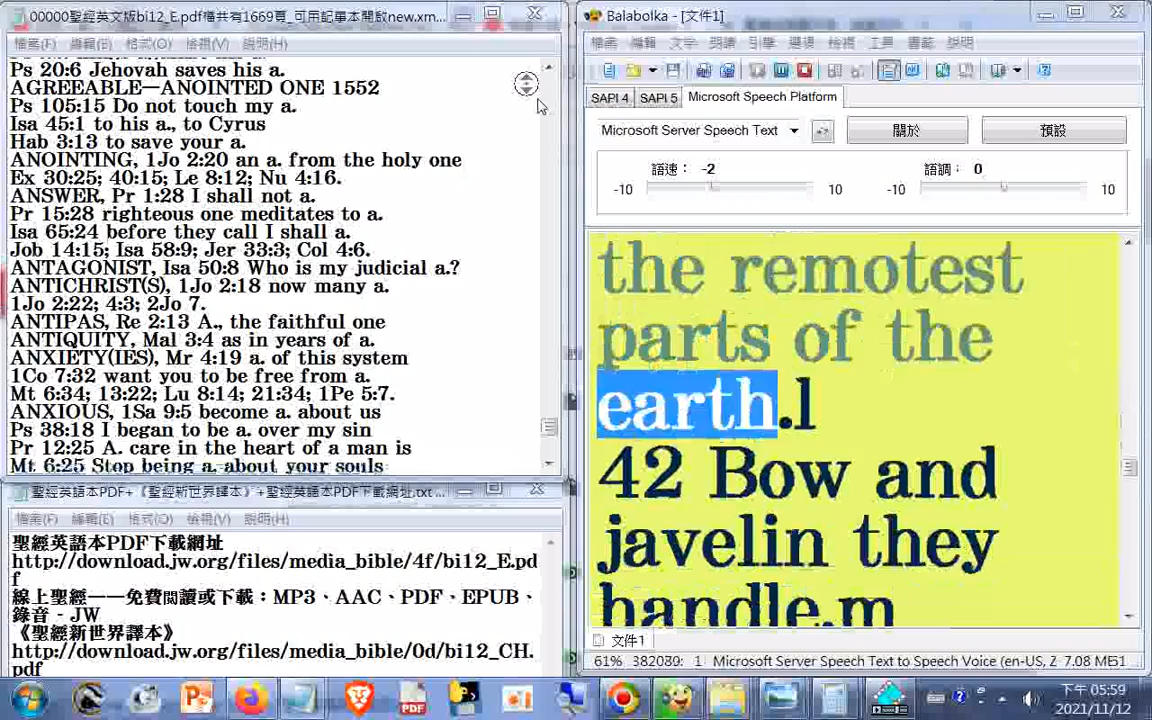 00000聖經英文版bi12_E.pdf檔共有1669頁_可用記事本開啟new.xm...
檔案(F) 編輯(E) 格式(O) 檢視(V) 說明(H)
Ps 20:6 Jehovah saves his a.
AGREEABLE—ANOINTED ONE 1552
Ps 105:15 Do not touch my a.
Isa 45:1 to his a., to Cyrus
Hab 3:13 to save your a.
ANOINTING, 1Jo 2:20 an a. from the holy one
Ex 30:25; 40:15; Le 8:12; Nu 4:16.
ANSWER, Pr 1:28 I shall not a.
Pr 15:28 righteous one meditates to a.
Isa 65:24 before they call I shall a.
Job 14:15; Isa 58:9; Jer 33:3; Col 4:6.
ANTAGONIST, Isa 50:8 Who is my judicial a.?
ANTICHRIST(S), 1Jo 2:18 now many a.
1Jo 2:22; 4:3; 2Jo 7.
ANTIPAS, Re 2:13 A., the faithful one
ANTIQUITY, Mal 3:4 as in years of a.
ANXIETY(IES), Mr 4:19 a. of this system
1Co 7:32 want you to be free from a.
Mt 6:34; 13:22; Lu 8:14; 21:34; 1Pe 5:7.
ANXIOUS, 1Sa 9:5 become a. about us
Ps 38:18 I began to be a. over my sin
Pr 12:25 A. care in the heart of a man is
Mt 6:25 Stop being a. about your souls
聖經英語本PDF+《聖經新世界譯本》+聖經英語本PDF下載網址.txt ...
檔案(F) 編輯(E) 格式(O) 檢視(V) 說明(H)
聖經英語本PDF下載網址
http://download.jw.org/files/media_bible/4f/bi12_E.pd
f
線上聖經——免費閱讀或下載：MP3、AAC、PDF、EPUB、
錄音 - JW
《聖經新世界譯本》
http://download.jw.org/files/media_bible/0d/bi12_CH.
pdf
Balabolka - [文件1]
檔案 編輯 文字 朗讀 引擎 選項 檢視 工具 書籤 說明
SAPI 4 SAPI 5 Microsoft Speech Platform
Microsoft Server Speech Text 關於 預設
語速： -2 語調： 0
-10 10 -10 10
the remotest
parts of the
earth.l
42 Bow and
javelin they
handle.m
文件1
61% 382089: 1 Microsoft Server Speech Text to Speech Voice (en-US, Z 7.08 ME51
PDF
下午 05:59
2021/11/12